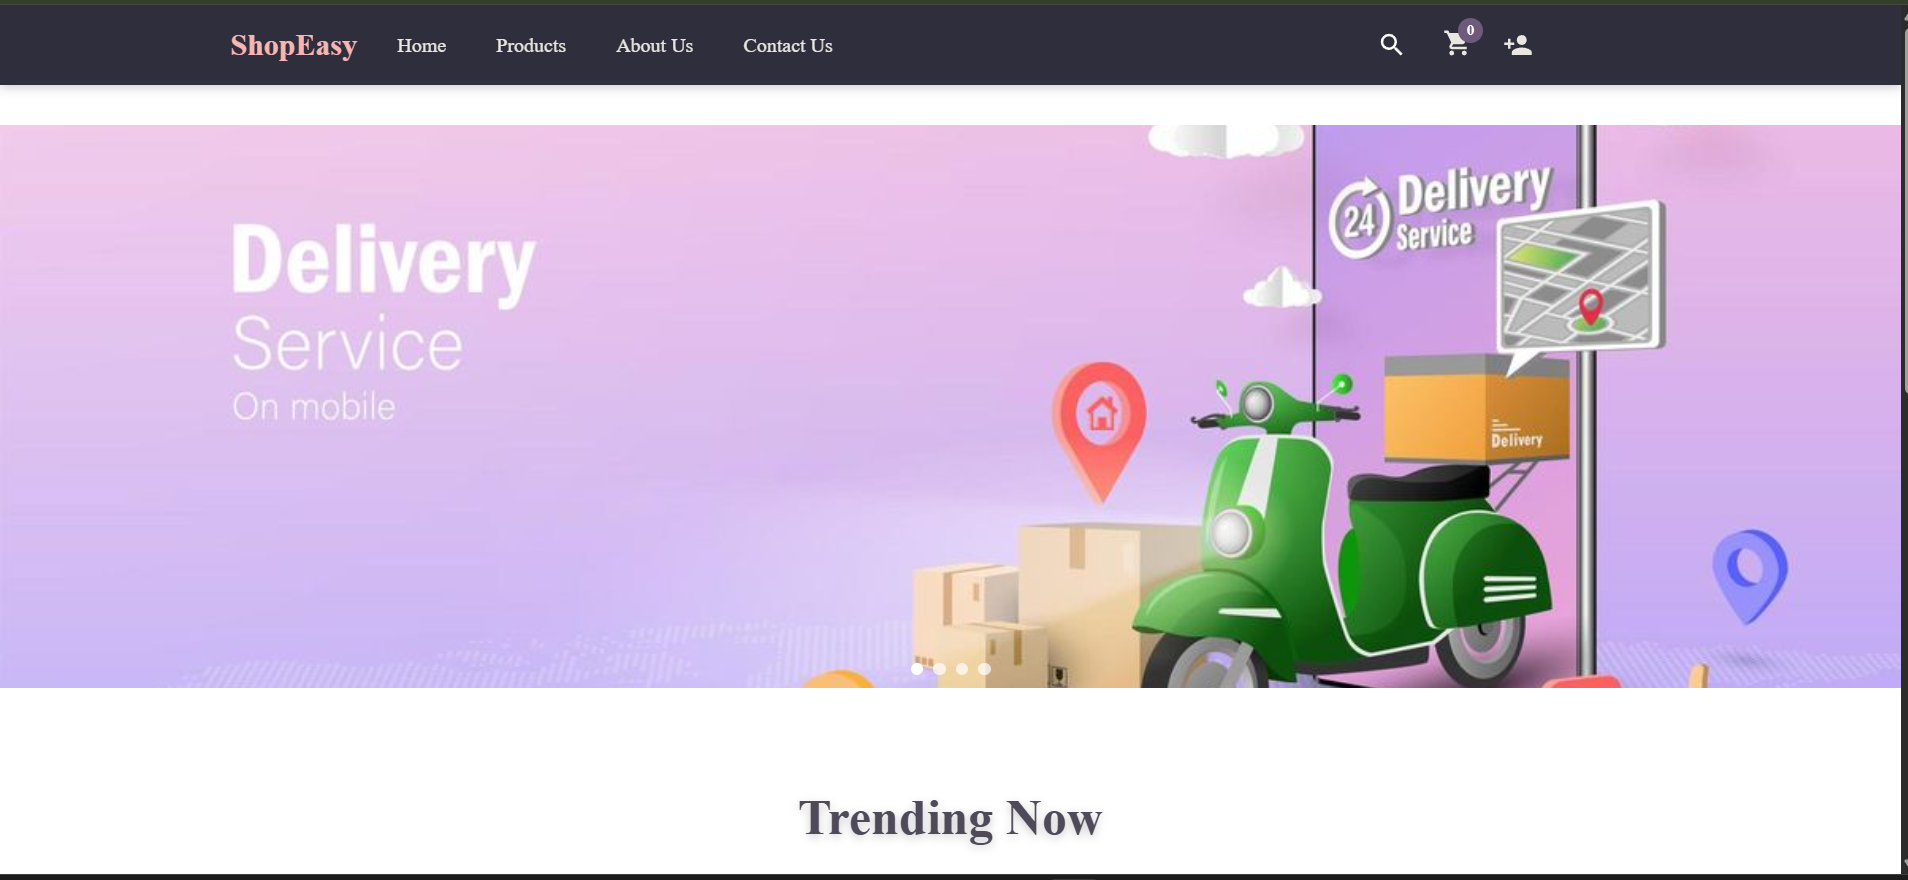 ShopEasy Home Products About Us Contact Us 0
Delivery
Service
On mobile
24 Delivery
Service
Delivery
Trending Now